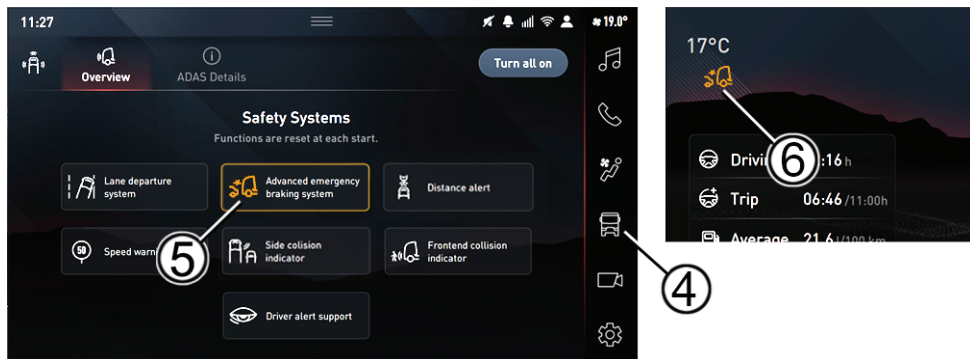 11:27
19.0°
Overview
ADAS Details
Turn all on
Safety Systems
Functions are reset at each start.
Lane departure
system
Advanced emergency
braking system
Distance alert
50
Speed warn
Side colision
indicator
Frontend collision
indicator
Driver alert support
4
5
17°C
6
Drivi :16 h
Trip 06:46 /11:00h
Average 21.6 l/100 km